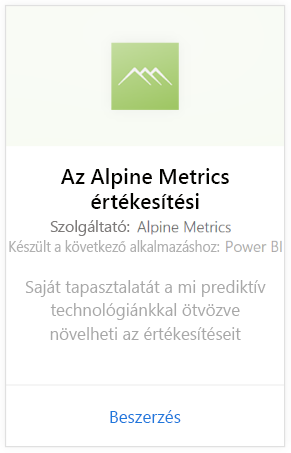 Az Alpine Metrics
értékesítési
Szolgáltató: Alpine Metrics
Készült a következő alkalmazáshoz: Power BI
Saját tapasztalatát a mi prediktív
technológiánkkal ötvözve
növelheti az értékesítéseit
Beszerzés